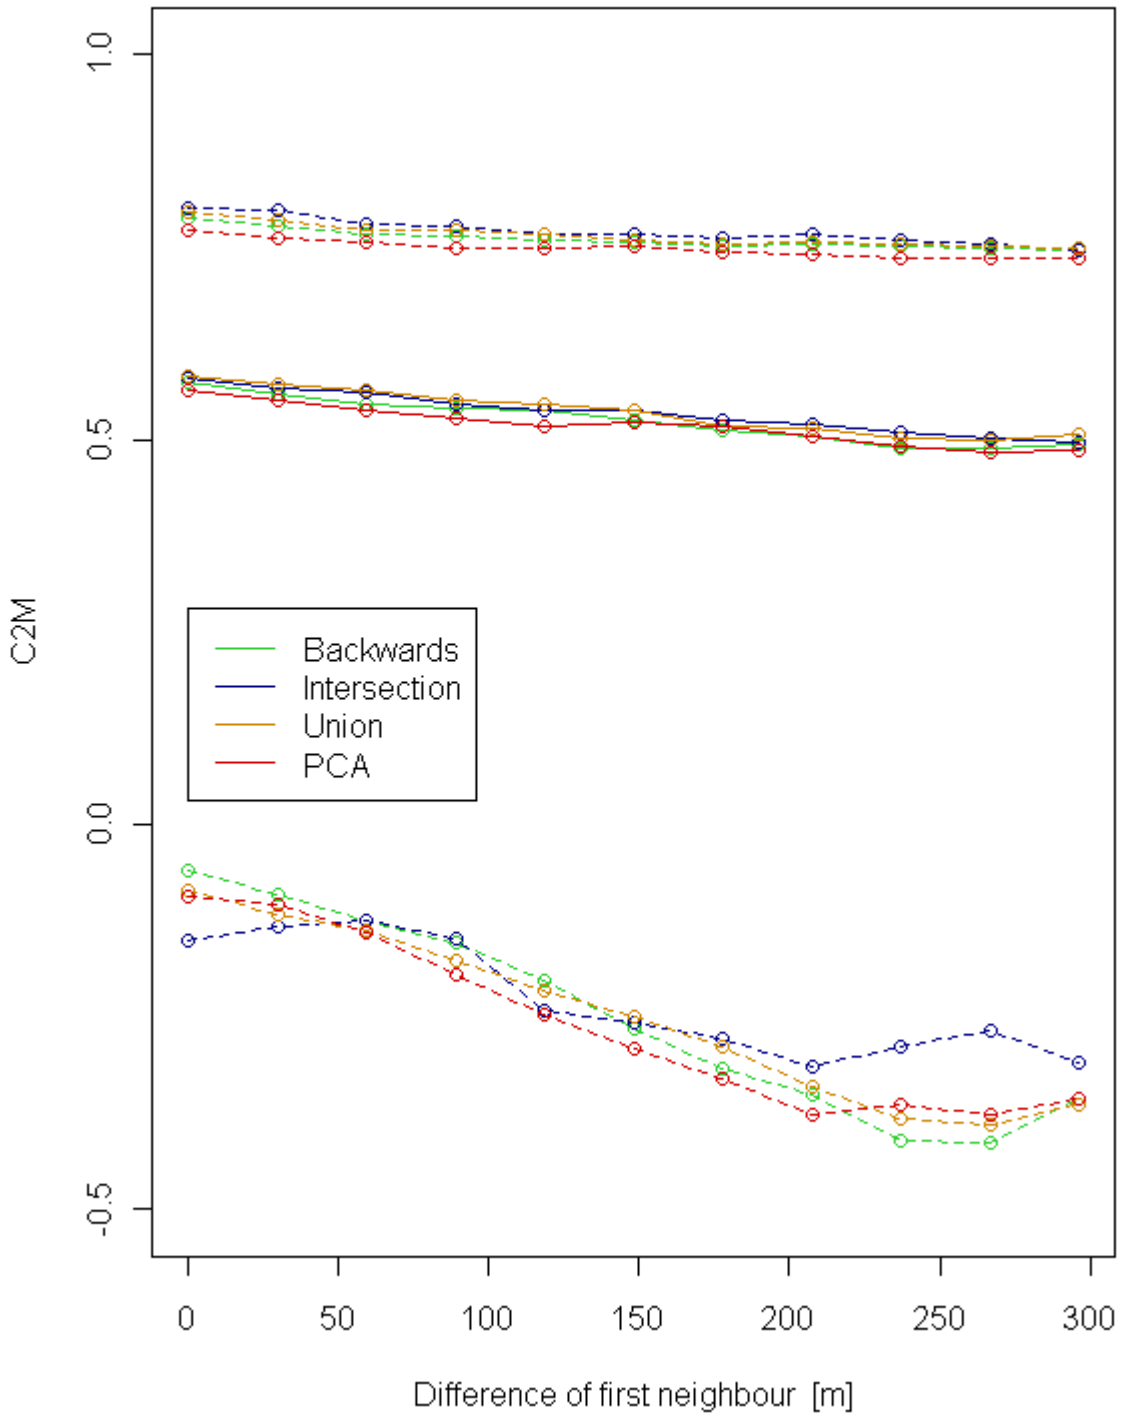 1.0
0.5
0.0
-0.5
C2M
Backwards
Intersection
Union
PCA
0 50 100 150 200 250 300
Difference of first neighbour [m]